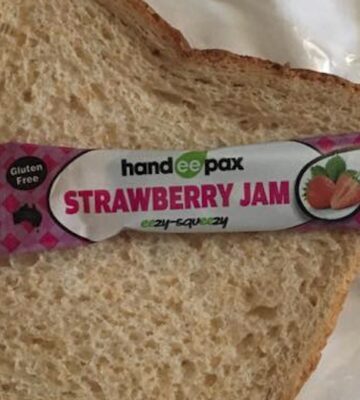 Gluten
Free
handeepax
STRAWBERRY JAM
eezy-squeezy